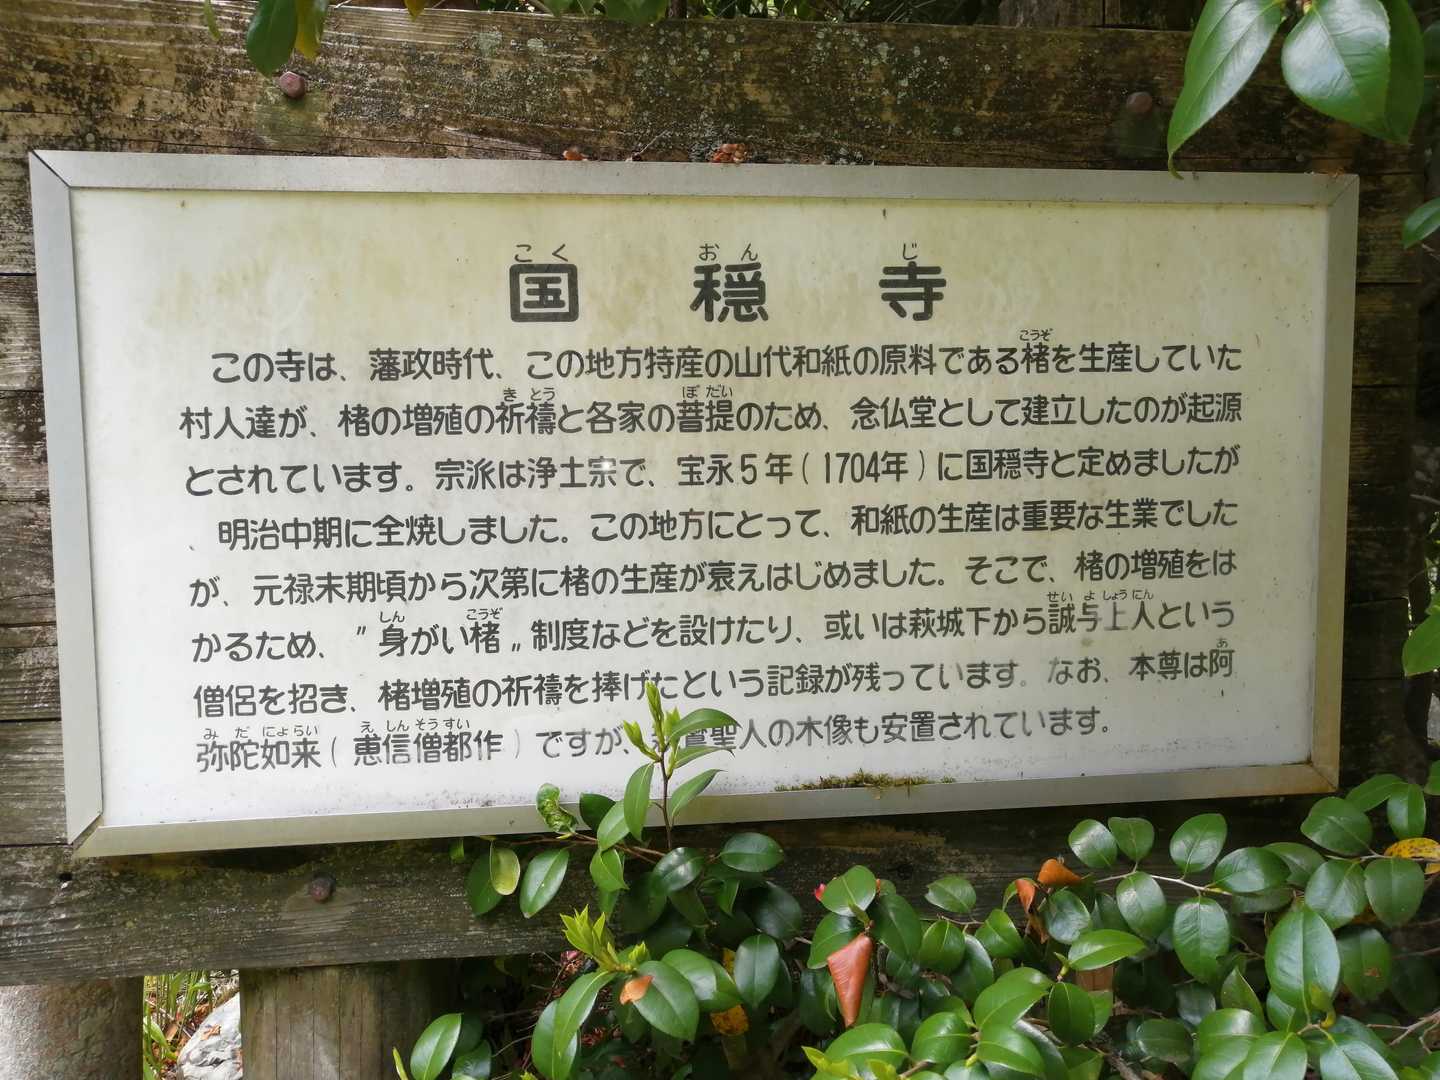 こく おん じ
国穏寺
この寺は、藩政時代、この地方特産の山代和紙の原料である楮を生産していた
村人達が、楮の増殖の祈禱と各家の菩提のため、念仏堂として建立したのが起源
とされています。宗派は浄土宗で、宝永5年(1704年)に国穏寺と定めましたが
、明治中期に全焼しました。この地方にとって、和紙の生産は重要な生業でした
が、元禄末期頃から次第に楮の生産が衰えはじめました。そこで、楮の増殖をは
かるため、〃身がい楮〃制度などを設けたり、或いは萩城下から誠与上人という
僧侶を招き、楮増殖の祈禱を捧げたという記録が残っています。なお、本尊は阿
弥陀如来(恵信僧都作)ですが、鸞聖人の木像も安置されています。